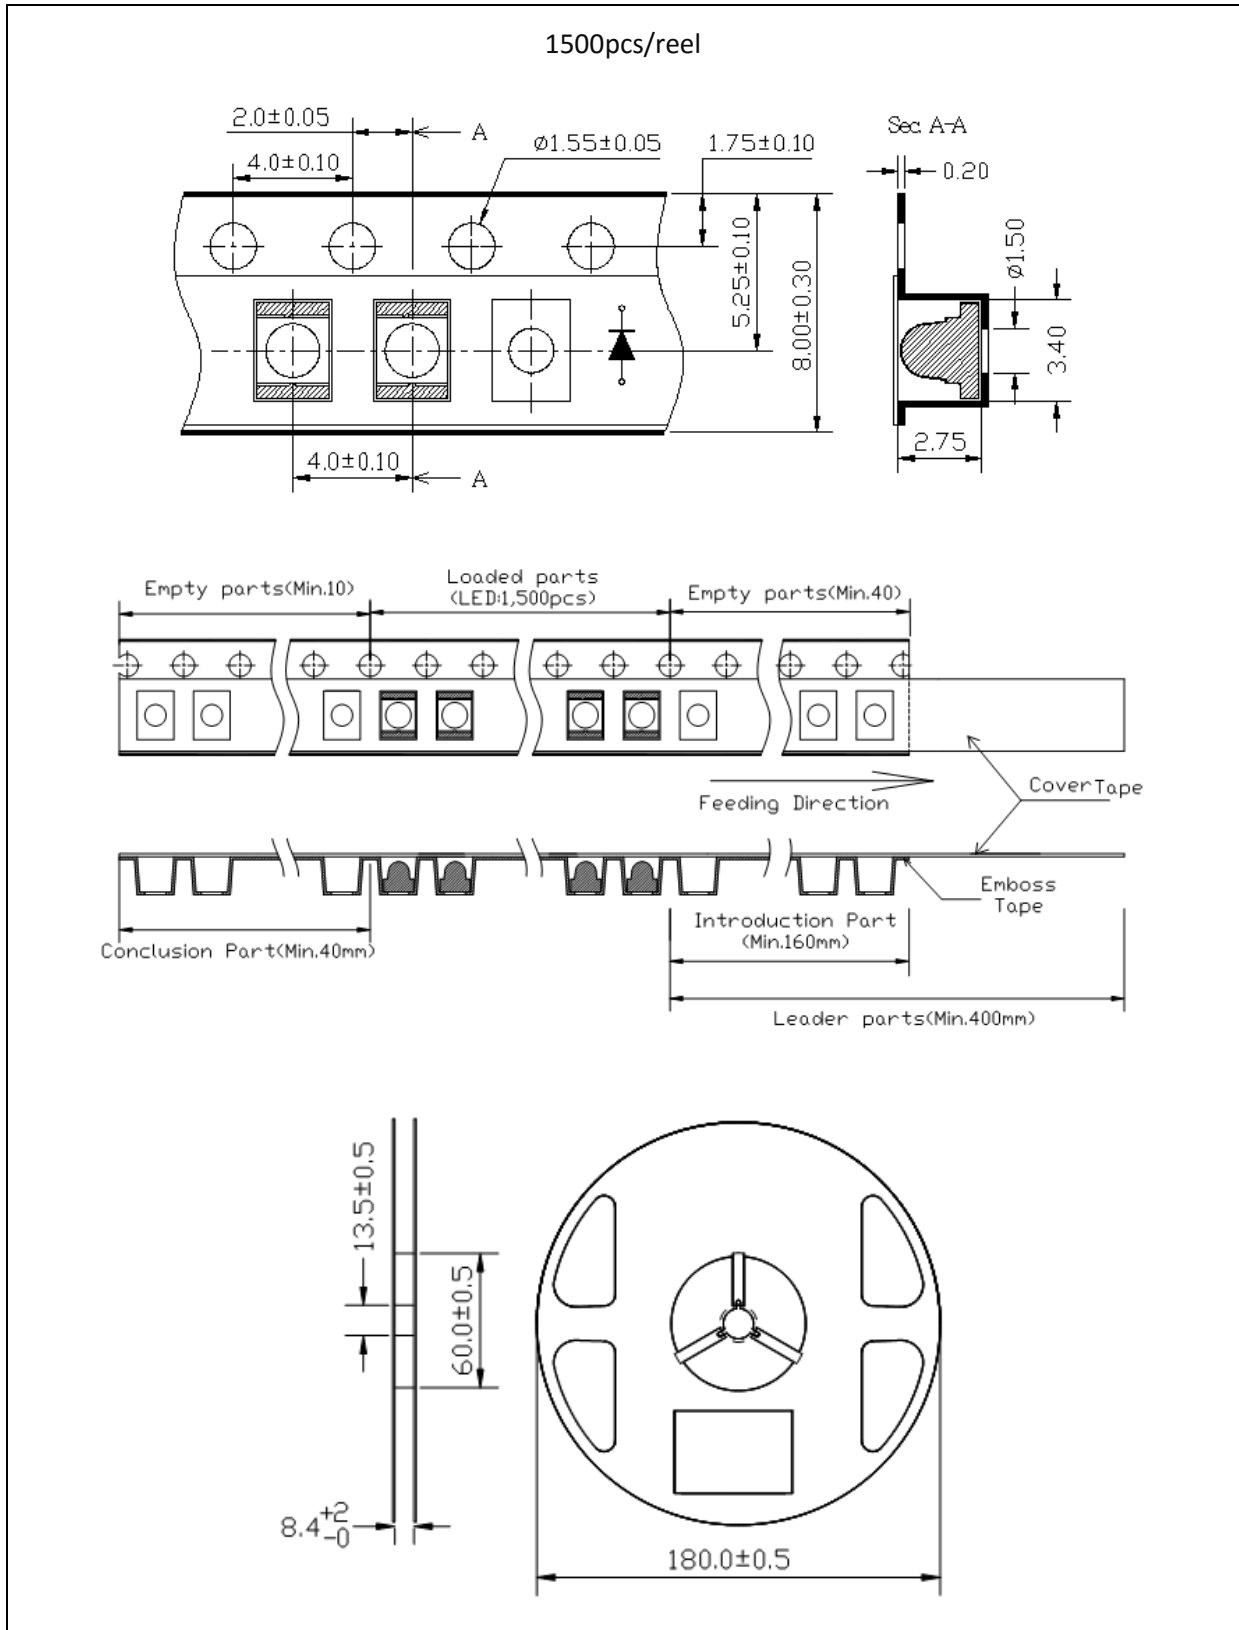 1500pcs/reel
2.0±0.05
A
4.0±0.10
ø1.55±0.05
1.75±0.10
5.25±0.10
8.00±0.30
4.0±0.10
A
Sec. A-A
0.20
ø1.50
3.40
2.75
Empty parts(Min.10)
Loaded parts
(LED:1,500pcs)
Empty parts(Min.40)
Feeding Direction
CoverTape
Emboss
Tape
Conclusion Part(Min.40mm)
Introduction Part
(Min.160mm)
Leader parts(Min.400mm)
13.5±0.5
60.0±0.5
8.4+2-0
180.0±0.5